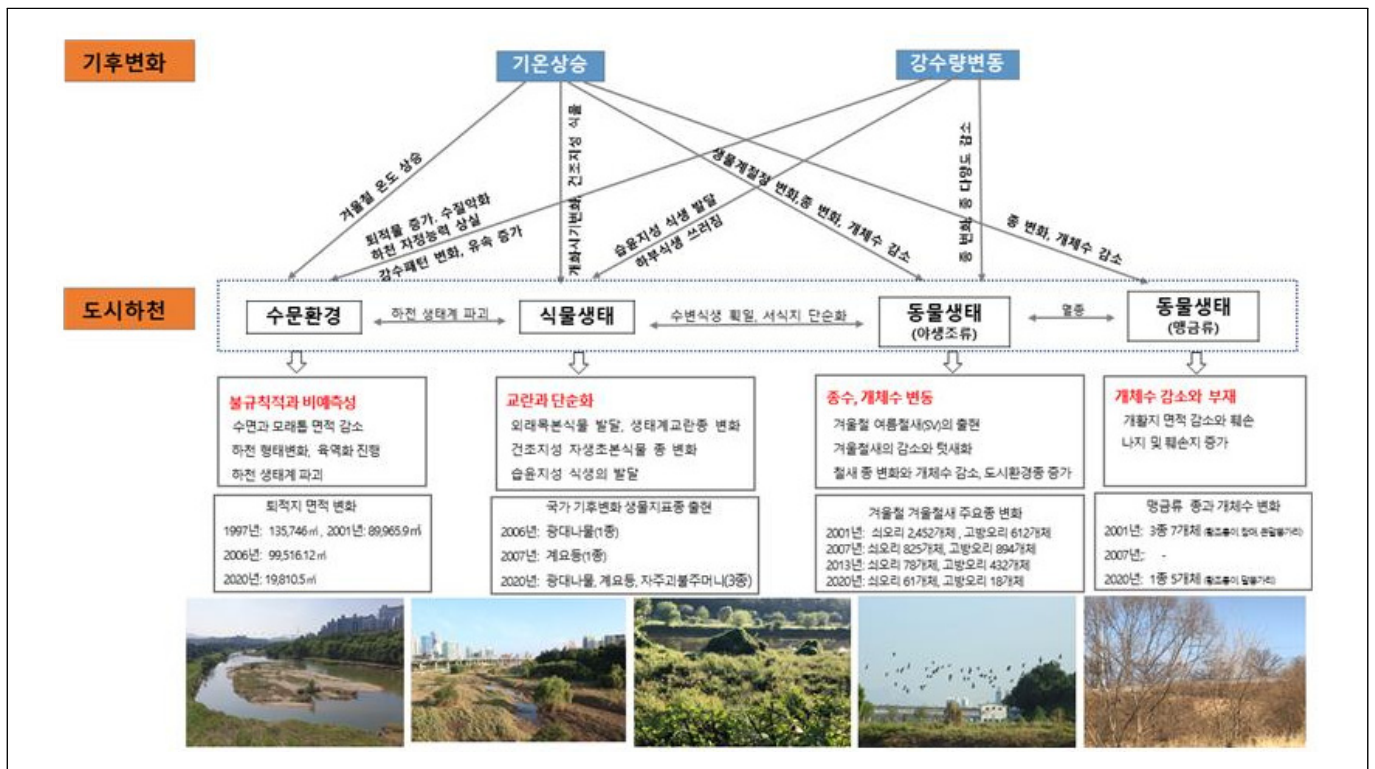 기후변화
기온상승
강수량변동
겨울철 온도 상승
퇴적물 증가, 수질악화
하천 자정능력 상실
강수패턴 변화, 유속 증가
개화시기변화, 건조지성 식물
습윤지성 식생 발달
하부식생 쓰러짐
생물계절정 변화,종 변화, 개체수 감소
종 변화, 종 다양도 감소
종 변화, 개체수 감소
도시하천
수문환경
하전 생태계 파괴
식물생태
수변식생 획일, 서식지 단순화
동물생태
(야생조류)
멸종
동물생태
(맹금류)
불규칙적과 비예측성
수면과 모래톱 면적 감소
하전 형태변화, 육역화 진행
하전 생태계 파괴
교란과 단순화
외래목본식물 발달, 생태계교란종 변화
건조지성 자생초본식물 종 변화
습윤지성 식생의 발달
종수, 개체수 변동
겨울철 여름철새(SV)의 출현
겨울철새의 감소와 텃새화
철새 종 변화와 개체수 감소, 도시환경종 증가
개체수 감소와 부재
개활지 면적 감소와 훼손
나지 및 훼손지 증가
퇴적지 면적 변화
1997년: 135,746㎡, 2001년: 89,965.9㎡
2006년: 99,516.12㎡
2020년: 19,810.5㎡
국가 기후변화 생물지표종 출현
2006년: 광대나물(1종)
2007년: 계요등(1종)
2020년: 광대나물, 계요등, 자주괴불주머니(3종)
겨울철 겨울철새 주요종 변화
2001년: 쇠오리 2,452개체 , 고방오리 612개체
2007년: 쇠오리 825개체, 고방오리 894개체
2013년: 쇠오리 78개체, 고방오리 432개체
2020년: 쇠오리 61개체, 고방오리 18개체
맹금류 종과 개체수 변화
2001년: 3종 7개체 (황조롱이 참매, 큰말똥가리)
2007년; -
2020년: 1종 5개체 (황조롱이 말똥가리)